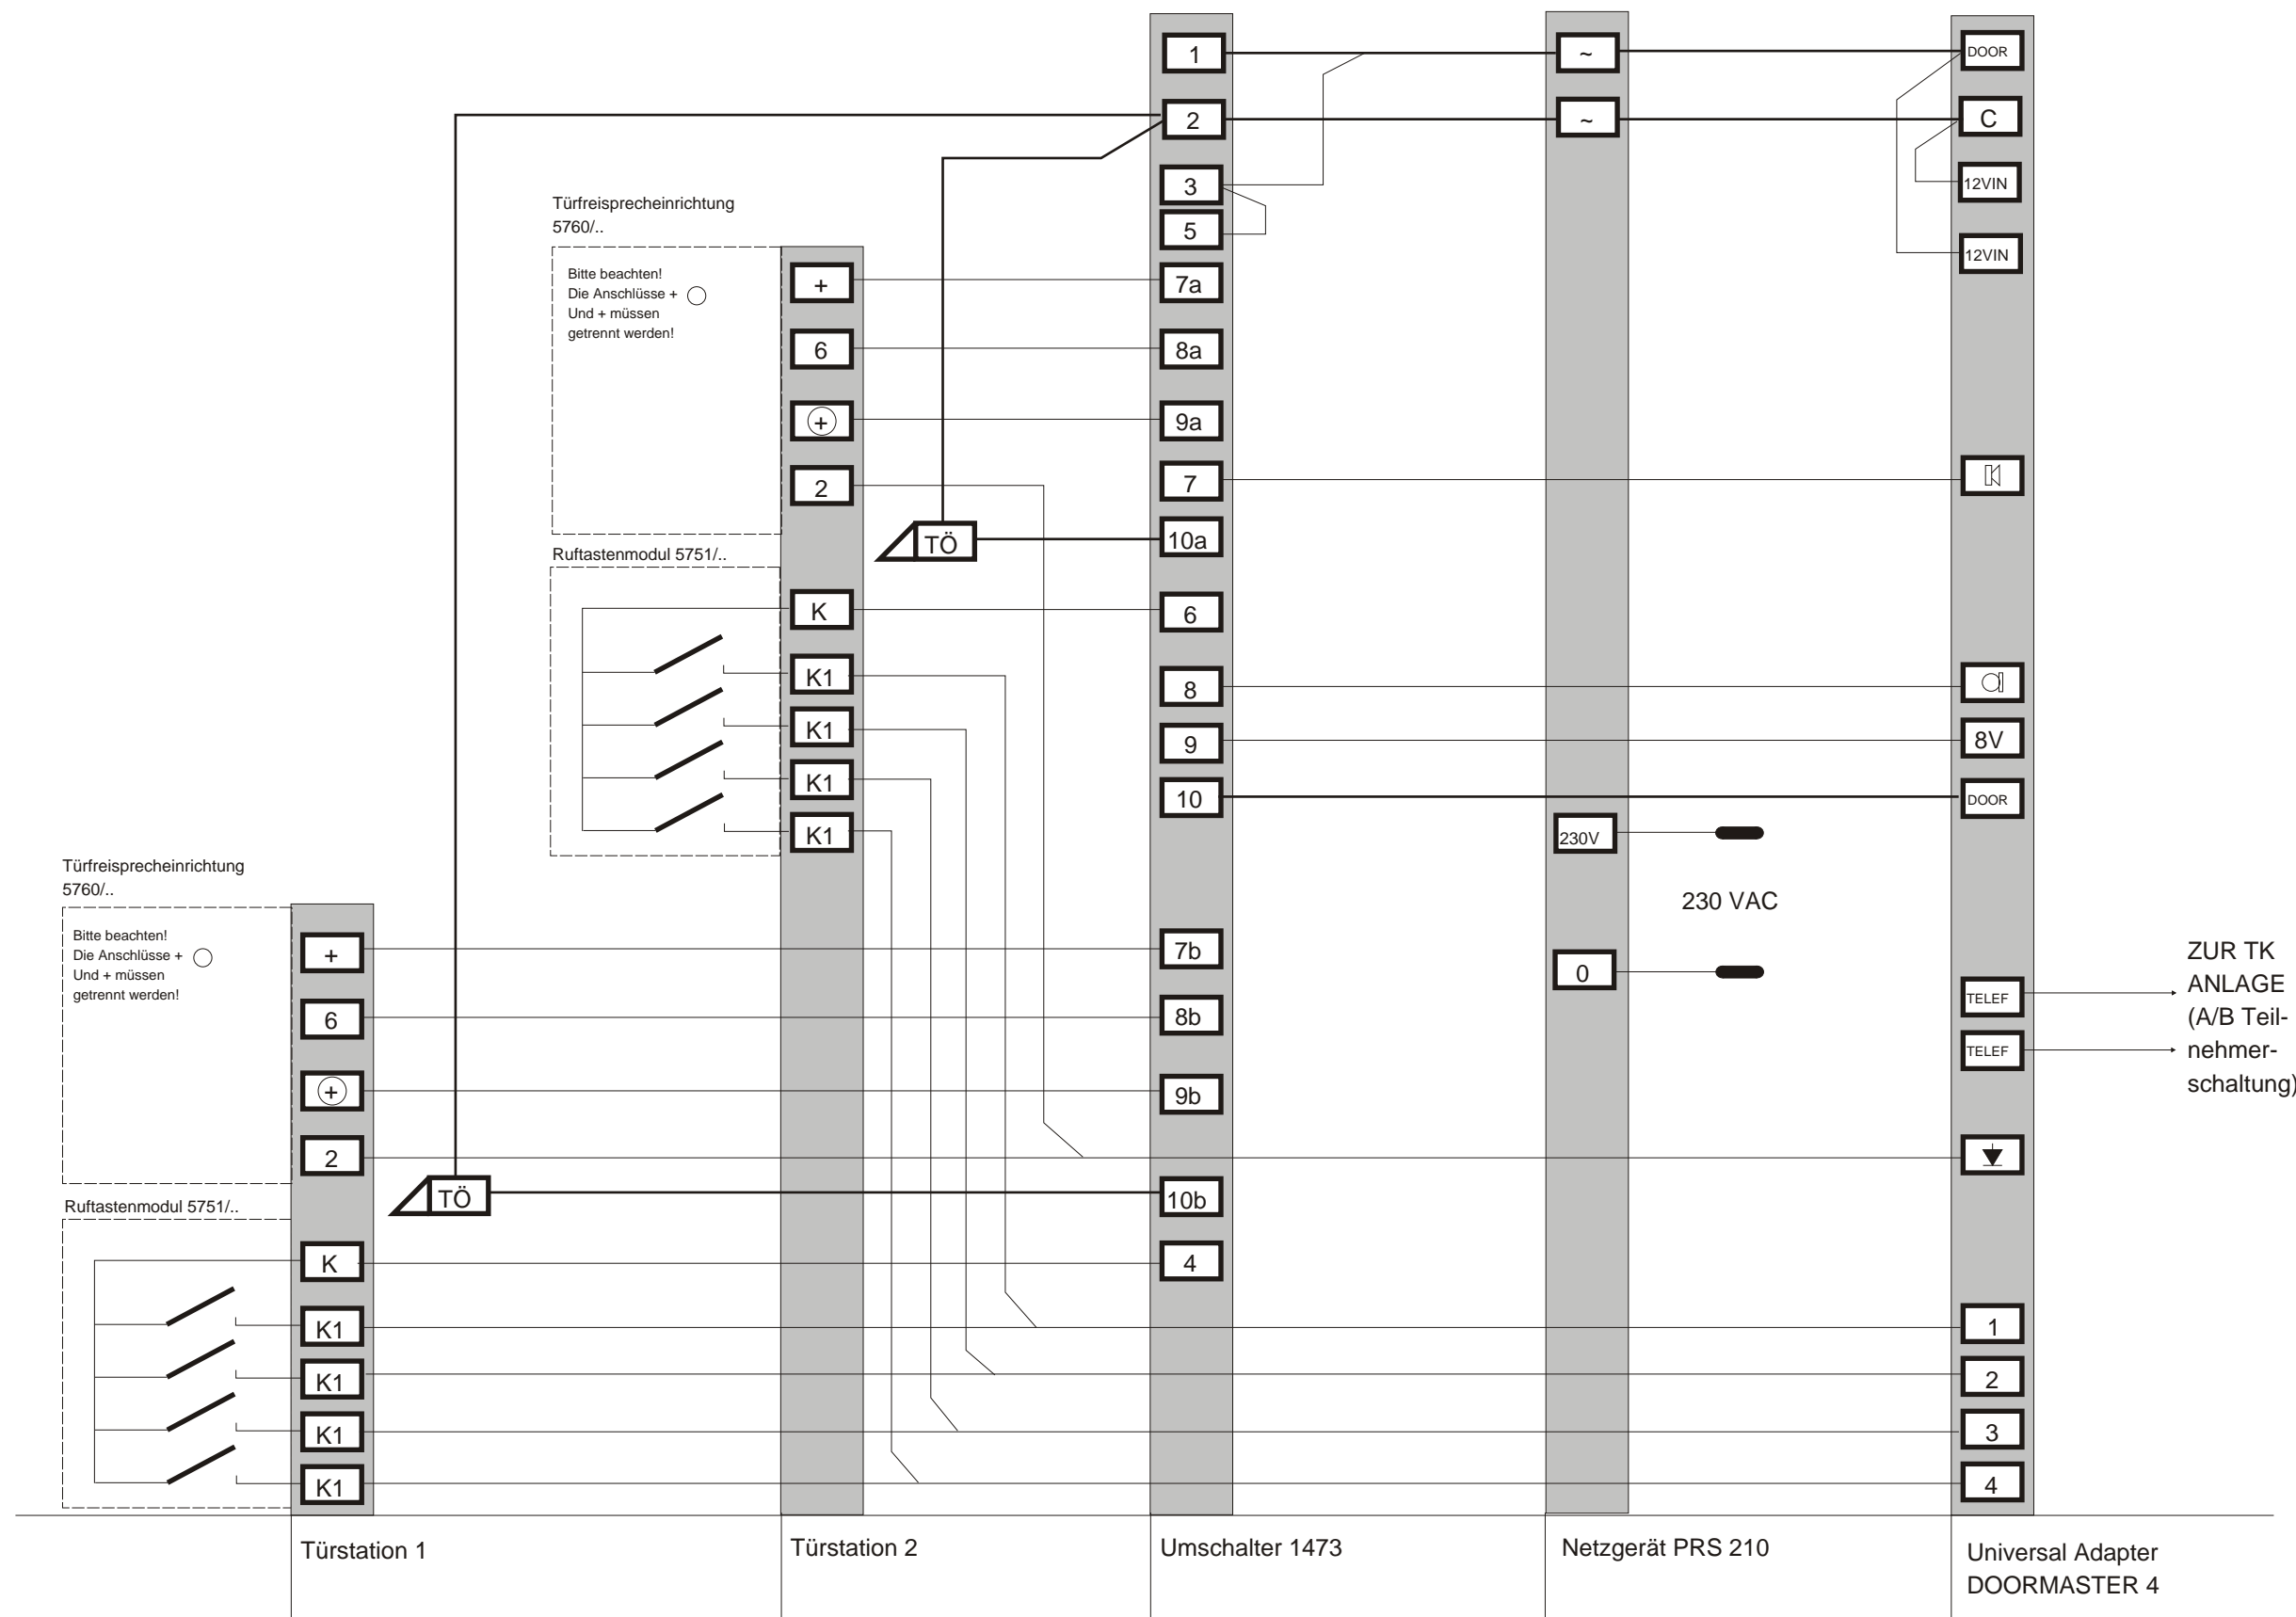 Türfreisprecheinrichtung
5760/..
Bitte beachten!
Die Anschlüsse +
Und + müssen
getrennt werden!
Ruftastenmodul 5751/..
+
6
+
2
TÖ
K
K1
K1
K1
K1
Türfreisprecheinrichtung
5760/..
Bitte beachten!
Die Anschlüsse +
Und + müssen
getrennt werden!
Ruftastenmodul 5751/..
+
6
+
2
TÖ
K
K1
K1
K1
K1
1
2
3
5
7a
8a
9a
7
10a
6
8
9
10
7b
8b
9b
10b
4
~
~
230V
230 VAC
0
DOOR
C
12VIN
12VIN
8V
DOOR
TELEF
TELEF
1
2
3
4
ZUR TK
ANLAGE
(A/B Teil-
nehmer-
schaltung)
Türstation 1
Türstation 2
Umschalter 1473
Netzgerät PRS 210
Universal Adapter
DOORMASTER 4